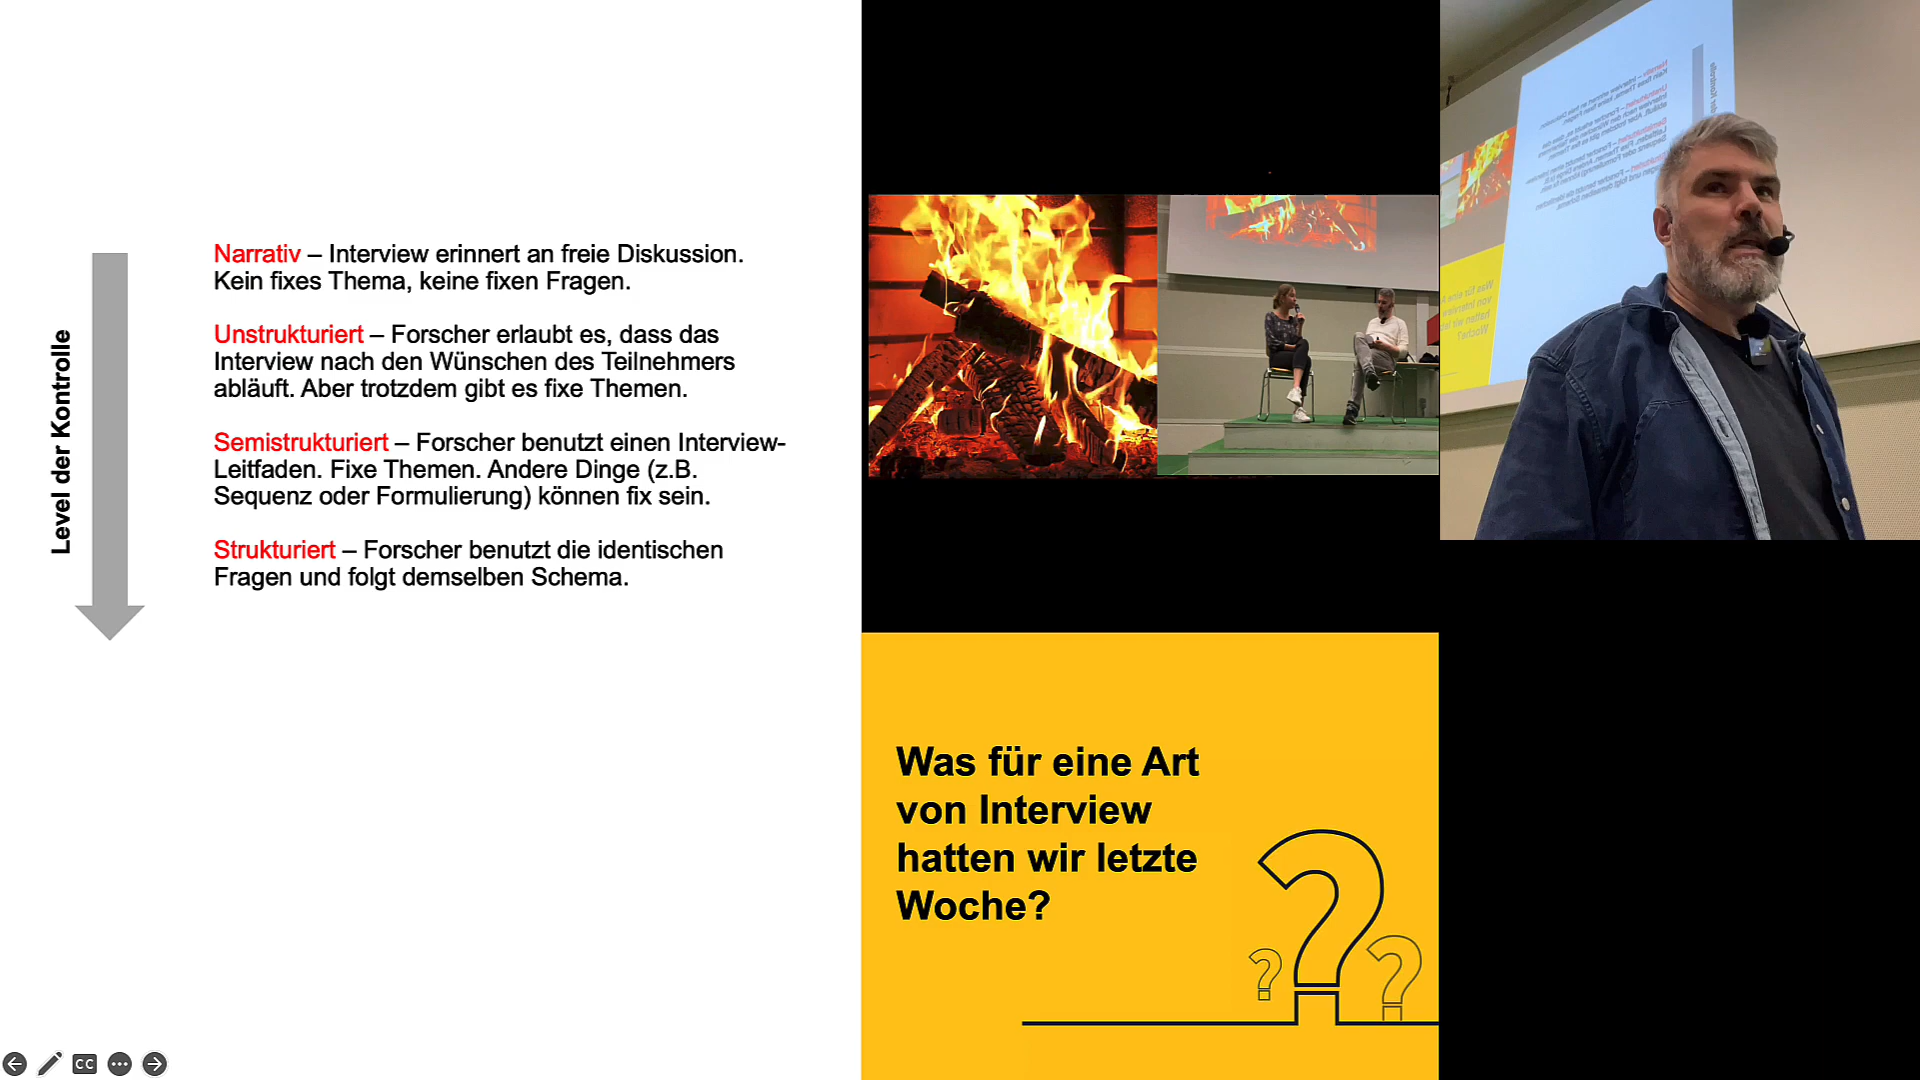 Level der Kontrolle
Narrativ – Interview erinnert an freie Diskussion.
Kein fixes Thema, keine fixen Fragen.
Unstrukturiert – Forscher erlaubt es, dass das
Interview nach den Wünschen des Teilnehmers
abläuft. Aber trotzdem gibt es fixe Themen.
Semistrukturiert – Forscher benutzt einen Interview-
Leitfaden. Fixe Themen. Andere Dinge (z.B.
Sequenz oder Formulierung) können fix sein.
Strukturiert – Forscher benutzt die identischen
Fragen und folgt demselben Schema.
Was für eine Art
von Interview
hatten wir letzte
Woche?
CC